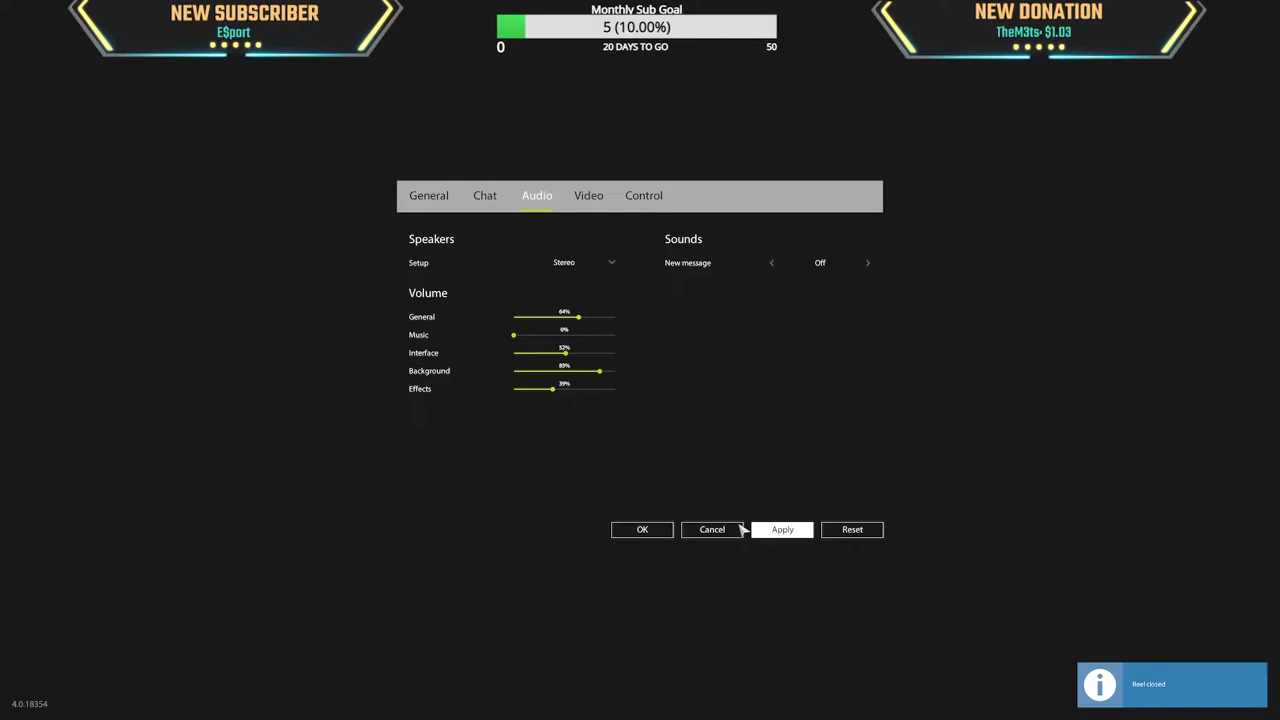 NEW SUBSCRIBER
E$port
Monthly Sub Goal
5 (10.00%)
0
20 DAYS TO GO
50
NEW DONATION
TheM3ts· $1.03
General Chat Audio Video Control
Speakers
Setup Stereo
Volume
General 64%
Music 0%
Interface 52%
Background 85%
Effects 39%
Sounds
New message Off
OK Cancel Apply Reset
Reel closed
4.0.18354